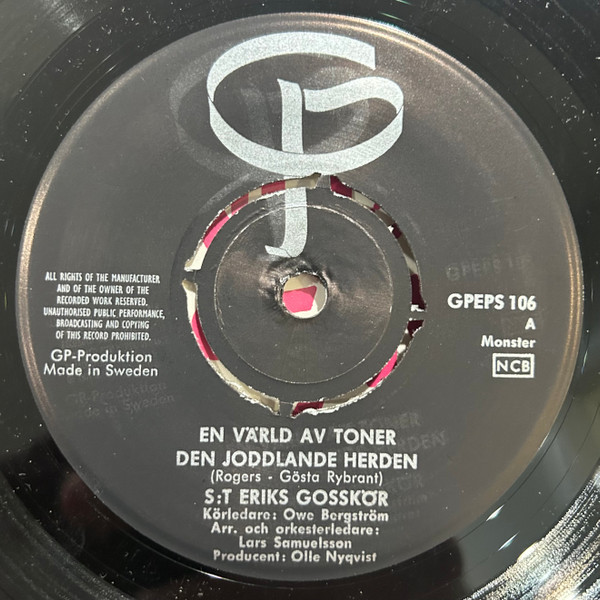 GP
ALL RIGHTS OF THE MANUFACTURER
AND OF THE OWNER OF THE
RECORDED WORK RESERVED.
UNAUTHORISED PUBLIC PERFORMANCE,
BROADCASTING AND COPYING
OF THIS RECORD PROHIBITED.
GP-Produktion
Made in Sweden
GPEPS 106
A
Monster
NCB
EN VÄRLD AV TONER
DEN JODDLANDE HERDEN
(Rogers - Gösta Rybrant)
S:T ERIKS GOSSKÖR
Körledare: Owe Bergström
Arr. och orkesterledare:
Lars Samuelsson
Producent: Olle Nyqvist